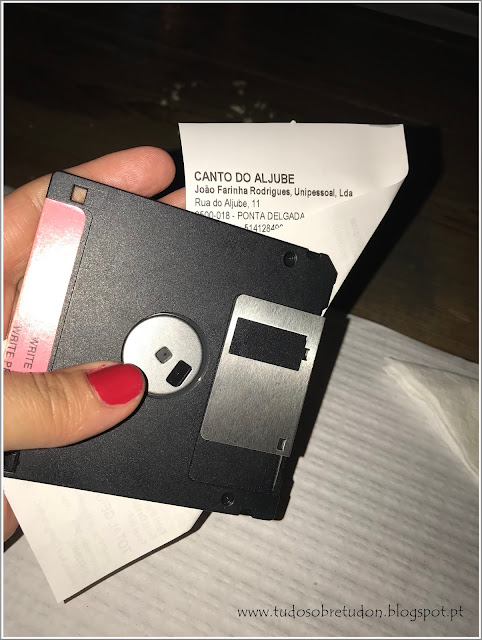 CANTO DO ALJUBE
João Farinha Rodrigues, Unipessoal, Lda
Rua do Aljube, 11
9500-018 - PONTA DELGADA
WRITE
www.tudosobretudon.blogspot.pt